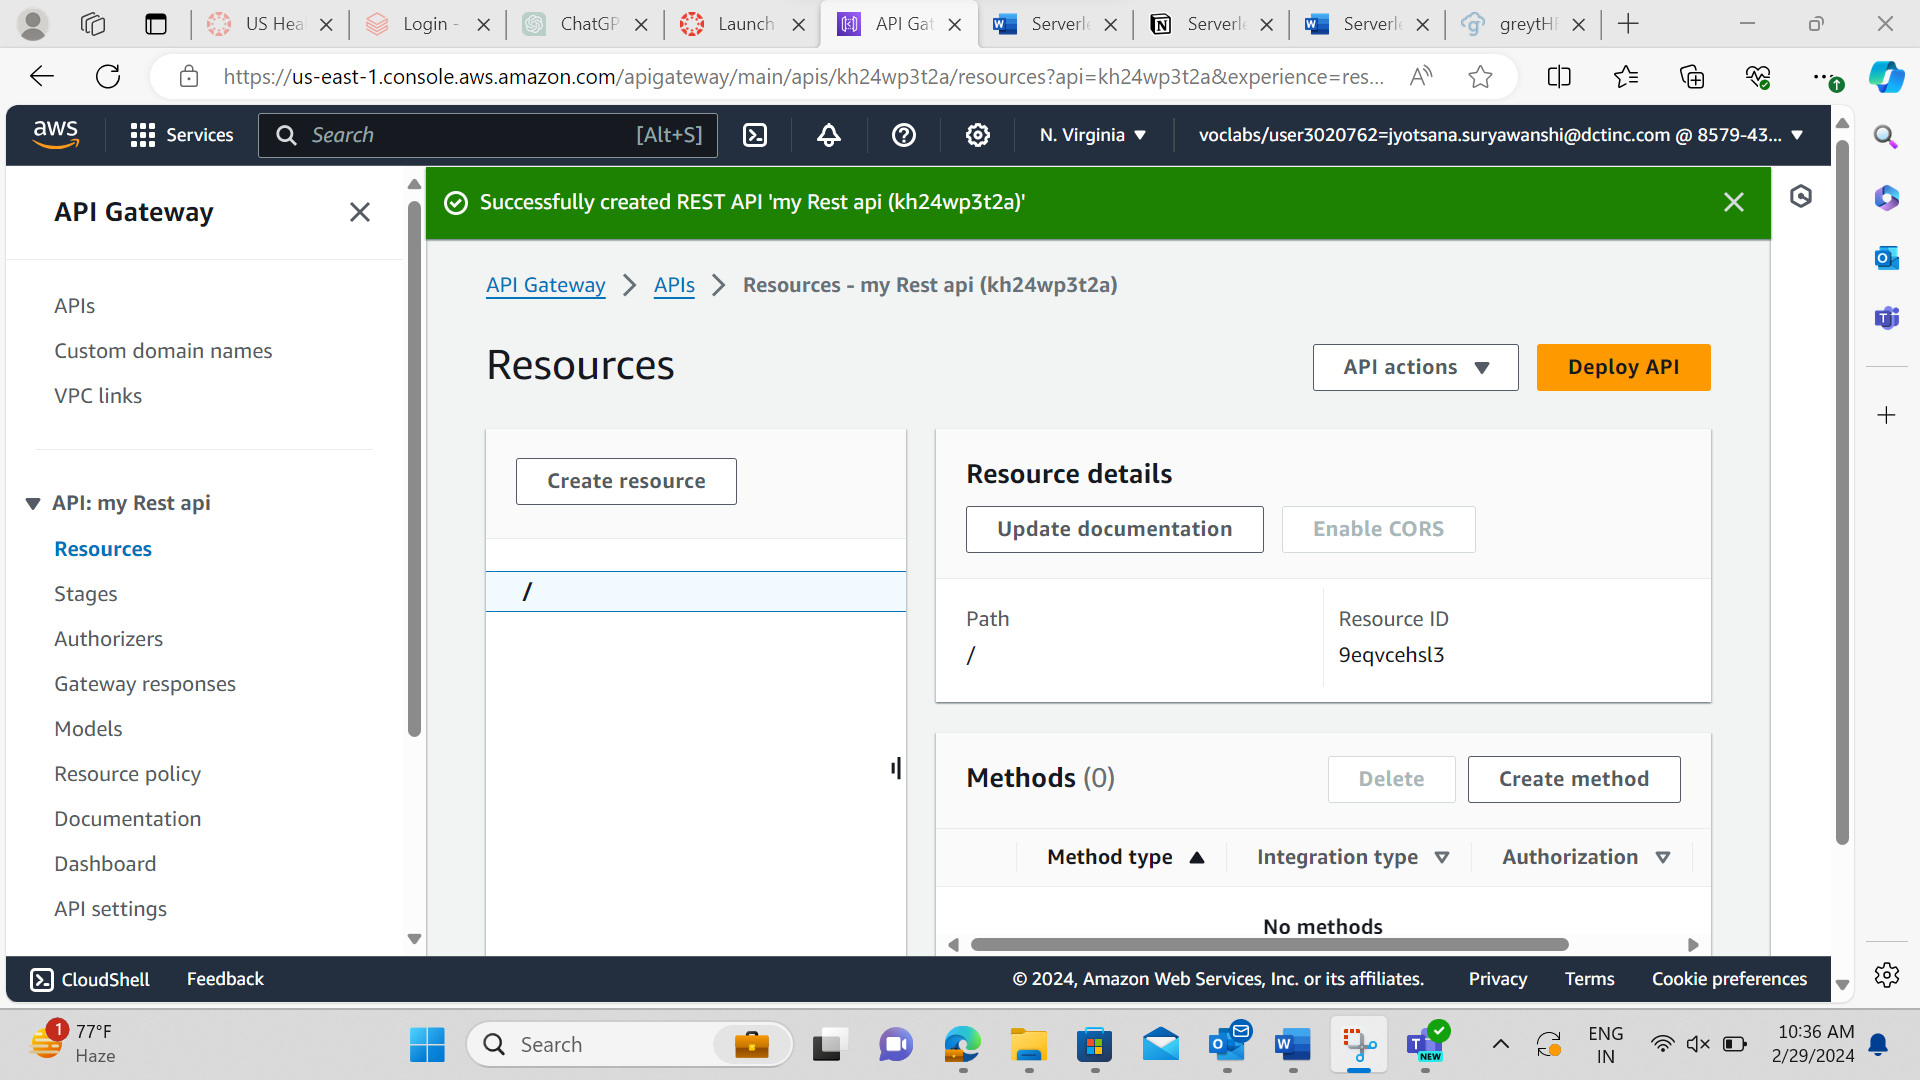 US Hea
Login -
ChatGP
Launch
API Gat
Serverle
Serverle
Serverle
greytHR
https://us-east-1.console.aws.amazon.com/apigateway/main/apis/kh24wp3t2a/resources?api=kh24wp3t2a&experience=res...
aws
Services
Search
[Alt+S]
N. Virginia
voclabs/user3020762=jyotsana.suryawanshi@dctinc.com @ 8579-43...
API Gateway
APIs
Custom domain names
VPC links
API: my Rest api
Resources
Stages
Authorizers
Gateway responses
Models
Resource policy
Documentation
Dashboard
API settings
Successfully created REST API 'my Rest api (kh24wp3t2a)'
API Gateway > APIs > Resources - my Rest api (kh24wp3t2a)
Resources
API actions
Deploy API
Create resource
/
Resource details
Update documentation
Enable CORS
Path
/
Resource ID
9eqvcehsl3
Methods (0)
Delete
Create method
Method type
Integration type
Authorization
No methods
CloudShell
Feedback
© 2024, Amazon Web Services, Inc. or its affiliates.
Privacy
Terms
Cookie preferences
1
77°F
Haze
Search
NEW
ENG
IN
10:36 AM
2/29/2024